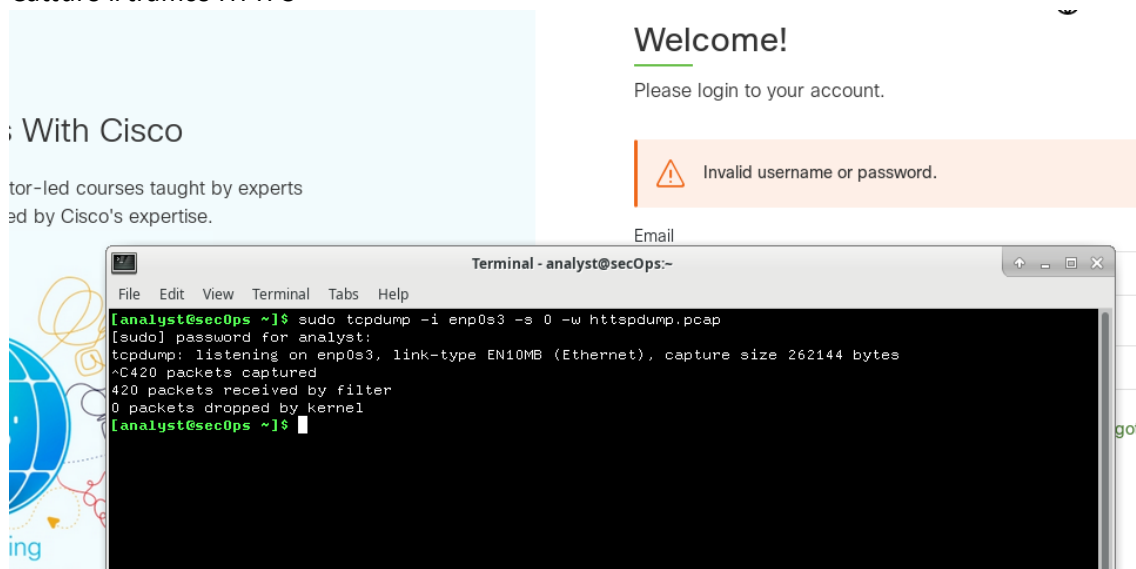 Welcome!
Please login to your account.
With Cisco
tor-led courses taught by experts
ed by Cisco's expertise.
Invalid username or password.
Email
Terminal - analyst@secOps:~
File Edit View Terminal Tabs Help
[analyst@secOps ~]$ sudo tcpdump -i enp0s3 -s 0 -w httspdump.pcap
[sudo] password for analyst:
tcpdump: listening on enp0s3, link-type EN10MB (Ethernet), capture size 262144 bytes
^C420 packets captured
420 packets received by filter
0 packets dropped by kernel
[analyst@secOps ~]$
ing